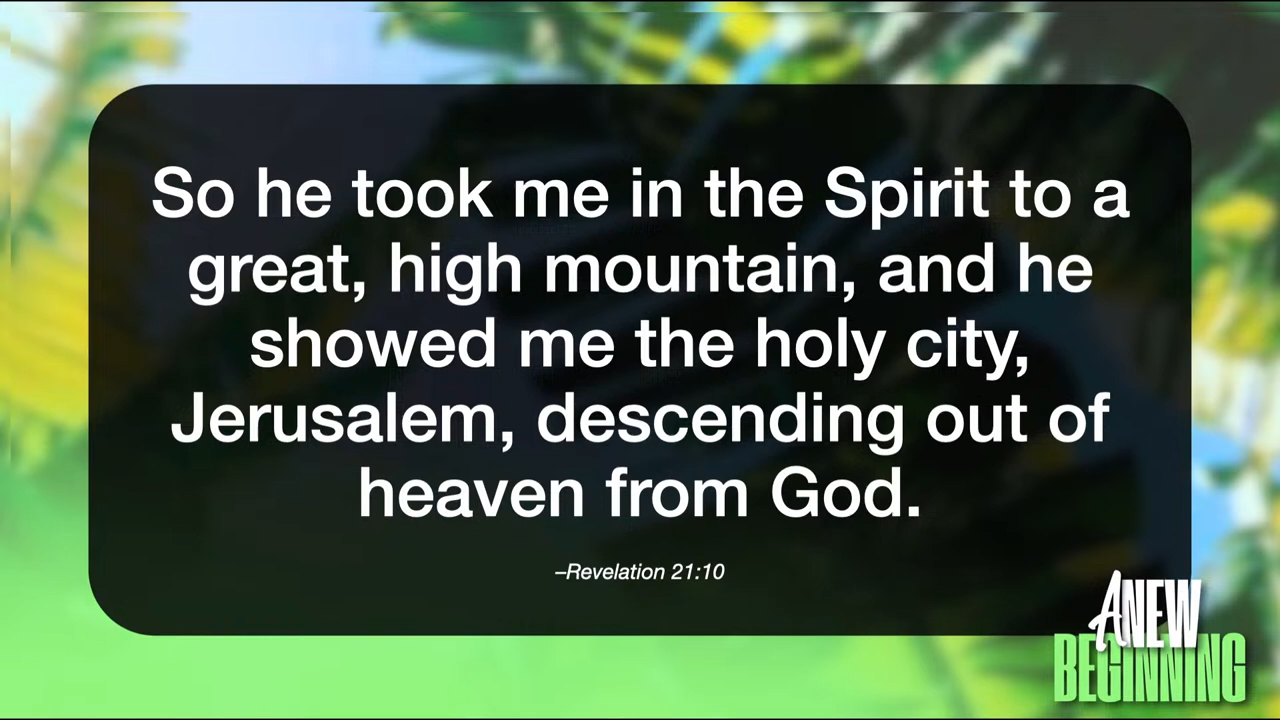 So he took me in the Spirit to a
great, high mountain, and he
showed me the holy city,
Jerusalem, descending out of
heaven from God.
–Revelation 21:10
A NEW
BEGINNING